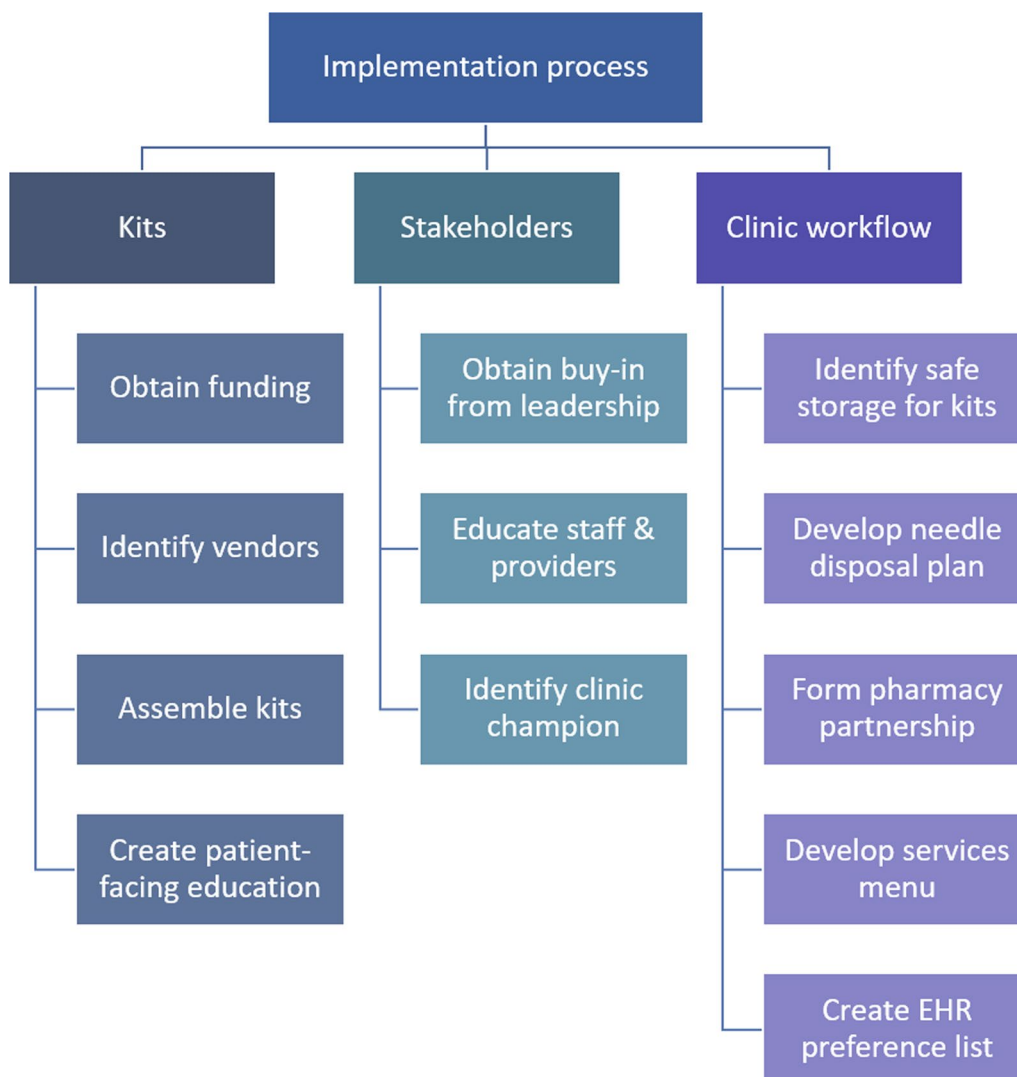 Implementation process
Kits
Obtain funding
Identify vendors
Assemble kits
Create patient-
facing education
Stakeholders
Obtain buy-in
from leadership
Educate staff &
providers
Identify clinic
champion
Clinic workflow
Identify safe
storage for kits
Develop needle
disposal plan
Form pharmacy
partnership
Develop services
menu
Create EHR
preference list